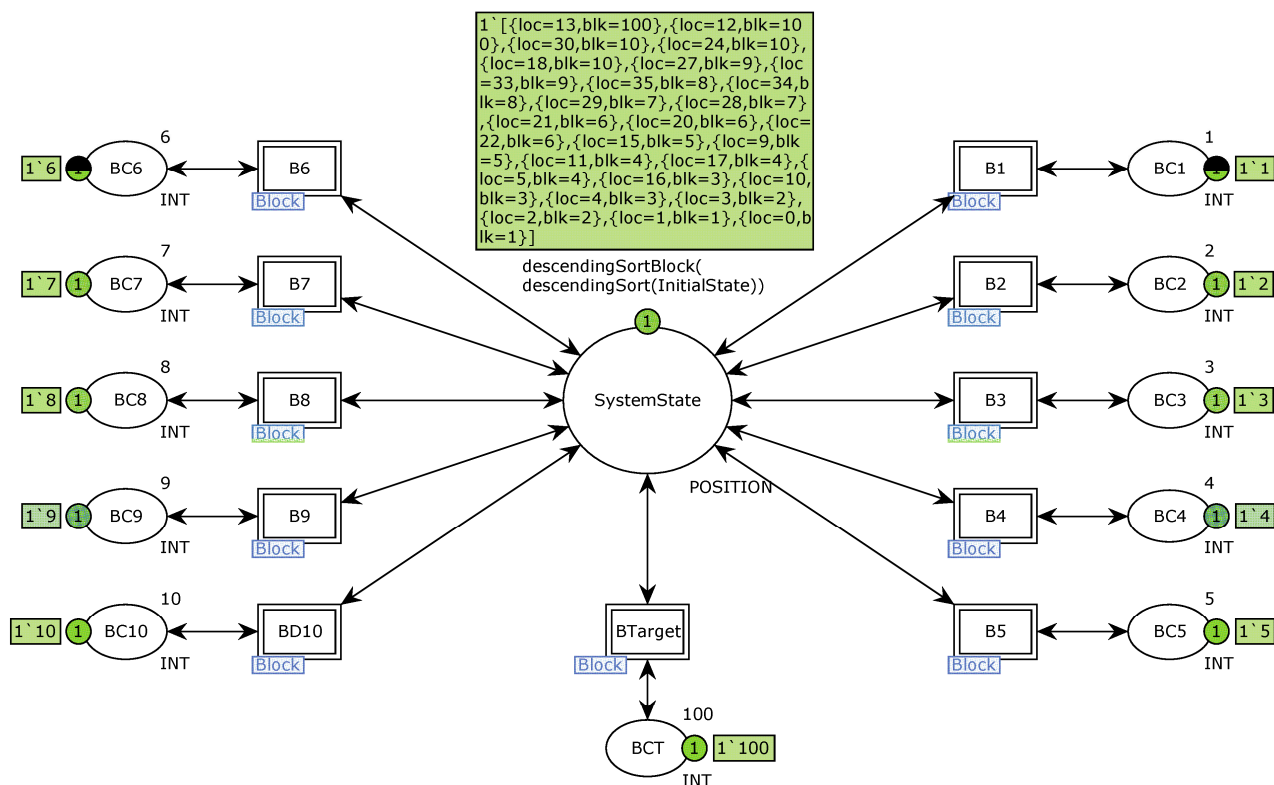 1`[{loc=13,blk=100},{loc=12,blk=10
0},{loc=30,blk=10},{loc=24,blk=10},
{loc=18,blk=10},{loc=27,blk=9},{loc
=33,blk=9},{loc=35,blk=8},{loc=34,b
lk=8},{loc=29,blk=7},{loc=28,blk=7}
,{loc=21,blk=6},{loc=20,blk=6},{loc=
22,blk=6},{loc=15,blk=5},{loc=9,blk
=5},{loc=11,blk=4},{loc=17,blk=4},{
loc=5,blk=4},{loc=16,blk=3},{loc=10,
blk=3},{loc=4,blk=3},{loc=3,blk=2},
{loc=2,blk=2},{loc=1,blk=1},{loc=0,b
lk=1}]
descendingSortBlock(
descendingSort(InitialState))
1
SystemState
POSITION
6
1`6
1
BC6
INT
B6
Block
7
1`7
1
BC7
INT
B7
Block
8
1`8
1
BC8
INT
B8
Block
9
1`9
1
BC9
INT
B9
Block
10
1`10
1
BC10
INT
BD10
Block
BTarget
Block
100
BCT
1
1`100
INT
B1
Block
1
BC1
1
1`1
INT
B2
Block
2
BC2
1
1`2
INT
B3
Block
3
BC3
1
1`3
INT
B4
Block
4
BC4
1
1`4
INT
B5
Block
5
BC5
1
1`5
INT